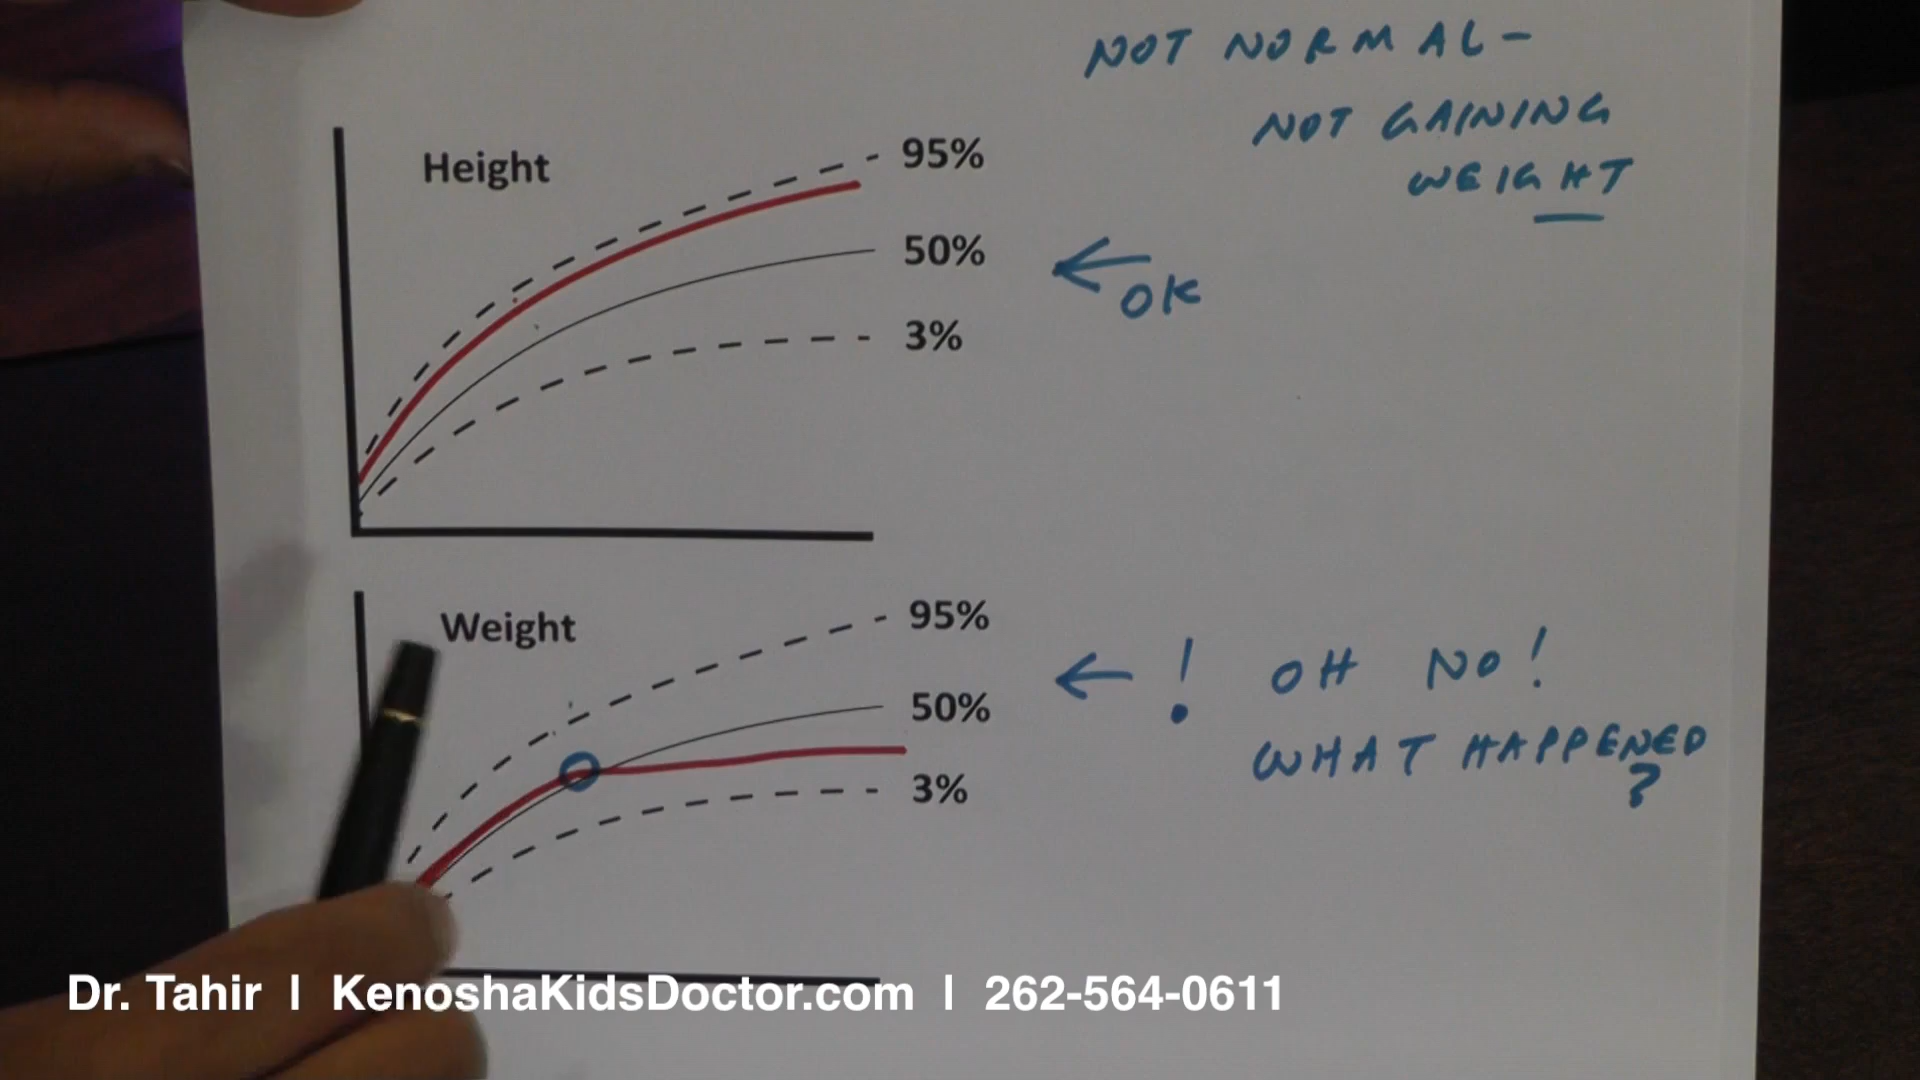 NOT NORMAL -
NOT GAINING
WEIGHT
Height
95%
50%
3%
← OK
Weight
95%
50%
3%
← ! OH NO!
WHAT HAPPENED
?
Dr. Tahir | KenoshaKidsDoctor.com | 262-564-0611